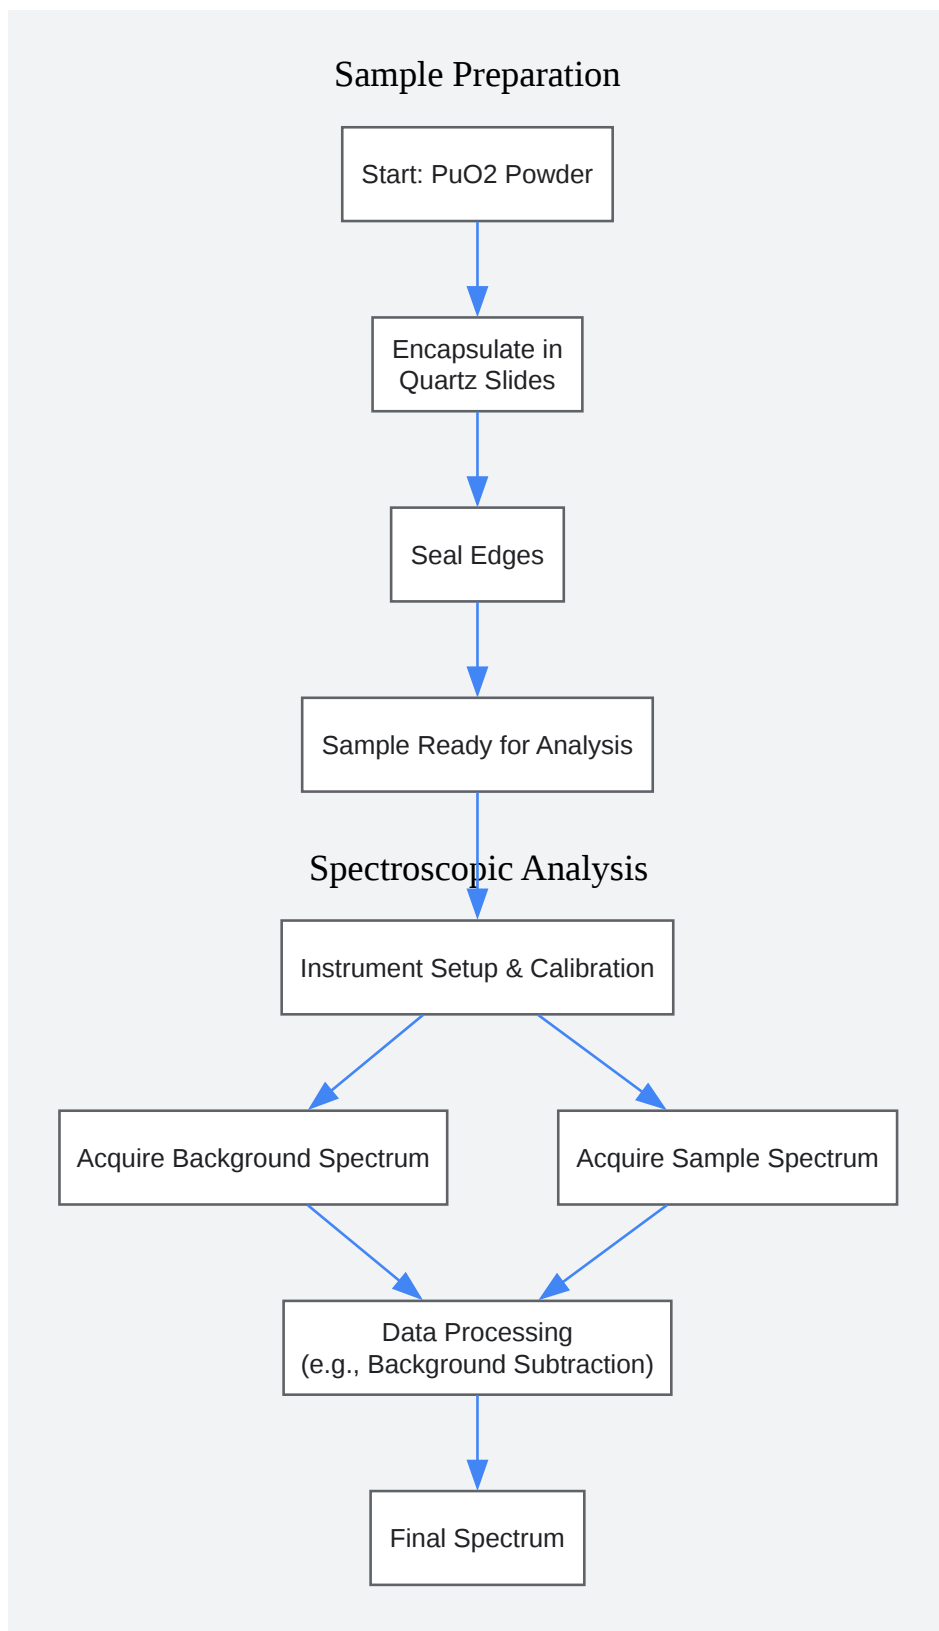 Sample Preparation
Start: PuO2 Powder
Encapsulate in
Quartz Slides
Seal Edges
Sample Ready for Analysis
Spectroscopic Analysis
Instrument Setup & Calibration
Acquire Background Spectrum
Acquire Sample Spectrum
Data Processing
(e.g., Background Subtraction)
Final Spectrum